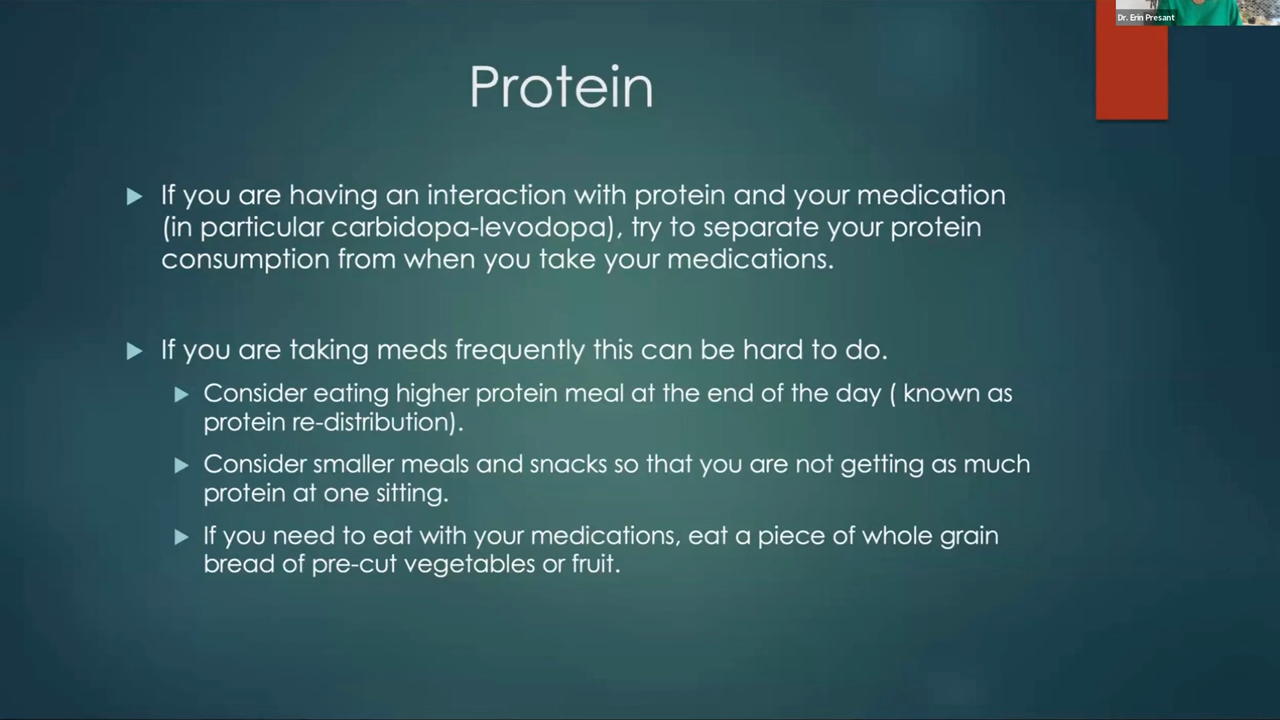 Dr. Erin Presant
Protein
If you are having an interaction with protein and your medication
(in particular carbidopa-levodopa), try to separate your protein
consumption from when you take your medications.
If you are taking meds frequently this can be hard to do.
Consider eating higher protein meal at the end of the day ( known as
protein re-distribution).
Consider smaller meals and snacks so that you are not getting as much
protein at one sitting.
If you need to eat with your medications, eat a piece of whole grain
bread of pre-cut vegetables or fruit.